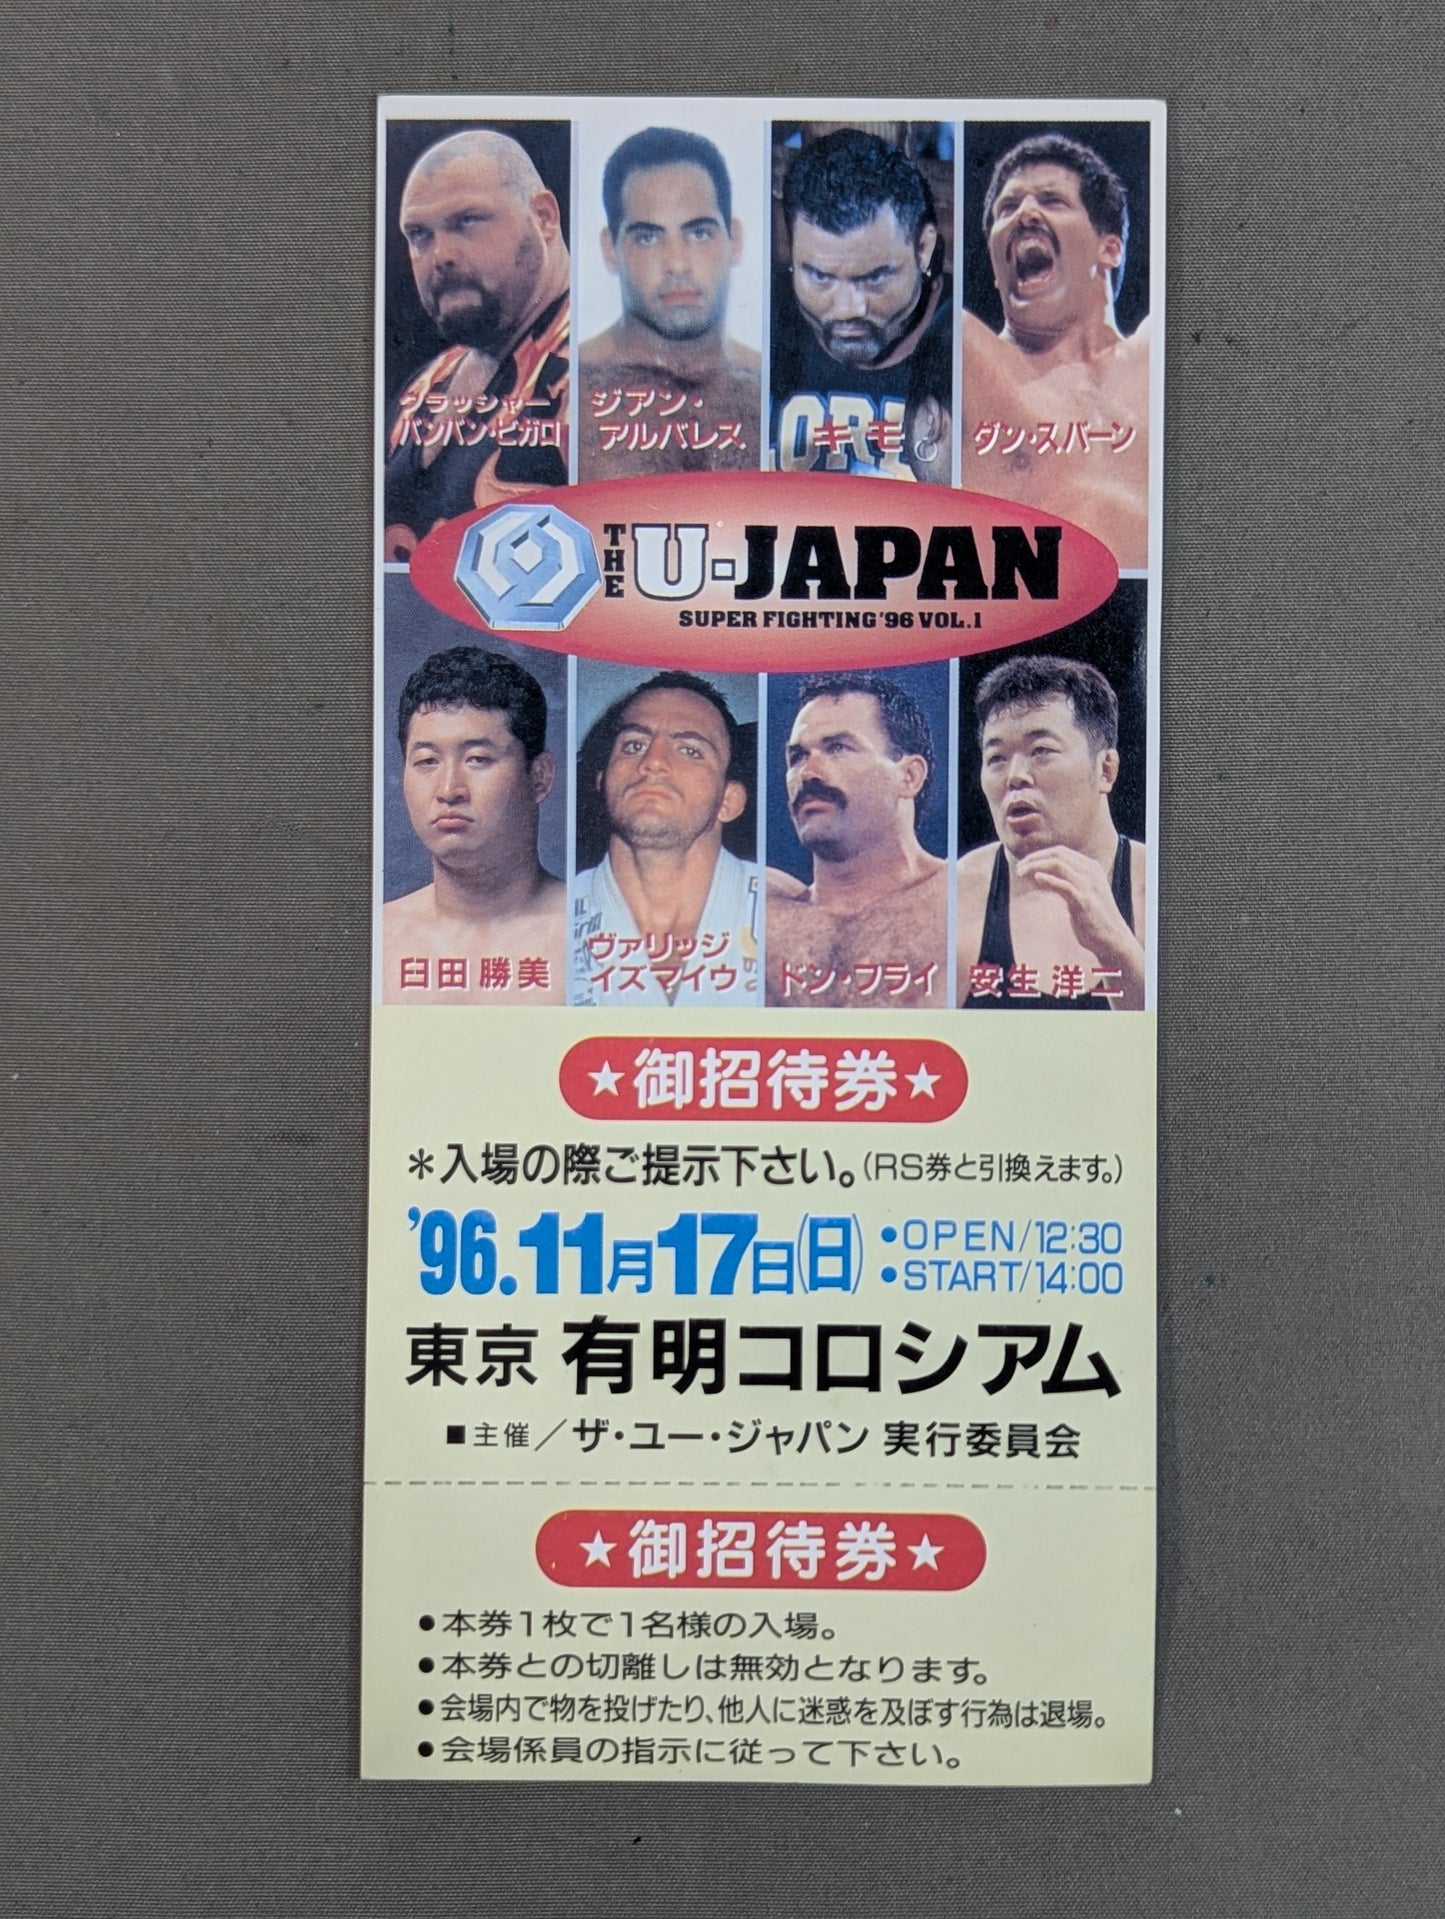 クラッシャー
バンバン・ビガロ
ジアン・
アルバレス
キモ
ダン・スバーン
THE U-JAPAN
SUPER FIGHTING '96 VOL.1
臼田 勝美
ヴァリッジ
イズマイウ
ドン・フライ
安生 洋二
★御招待券★
＊入場の際ご提示下さい。(RS券と引換えます。)
'96.11月17日(日)
●OPEN/12:30
●START/14:00
東京 有明コロシアム
■主催／ザ・ユー・ジャパン 実行委員会
★御招待券★
●本券1枚で1名様の入場。
●本券との切離しは無効となります。
●会場内で物を投げたり、他人に迷惑を及ぼす行為は退場。
●会場係員の指示に従って下さい。